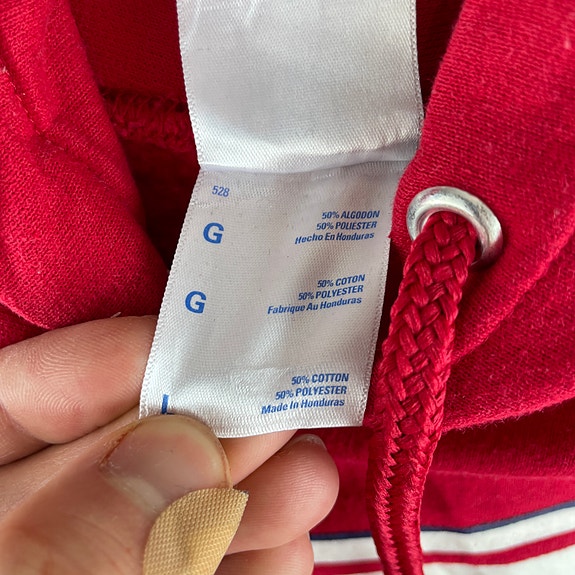 528
G
50% ALGODON
50% POLIESTER
Hecho En Honduras
G
50% COTON
50% POLYESTER
Fabrique Au Honduras
L
50% COTTON
50% POLYESTER
Made In Honduras